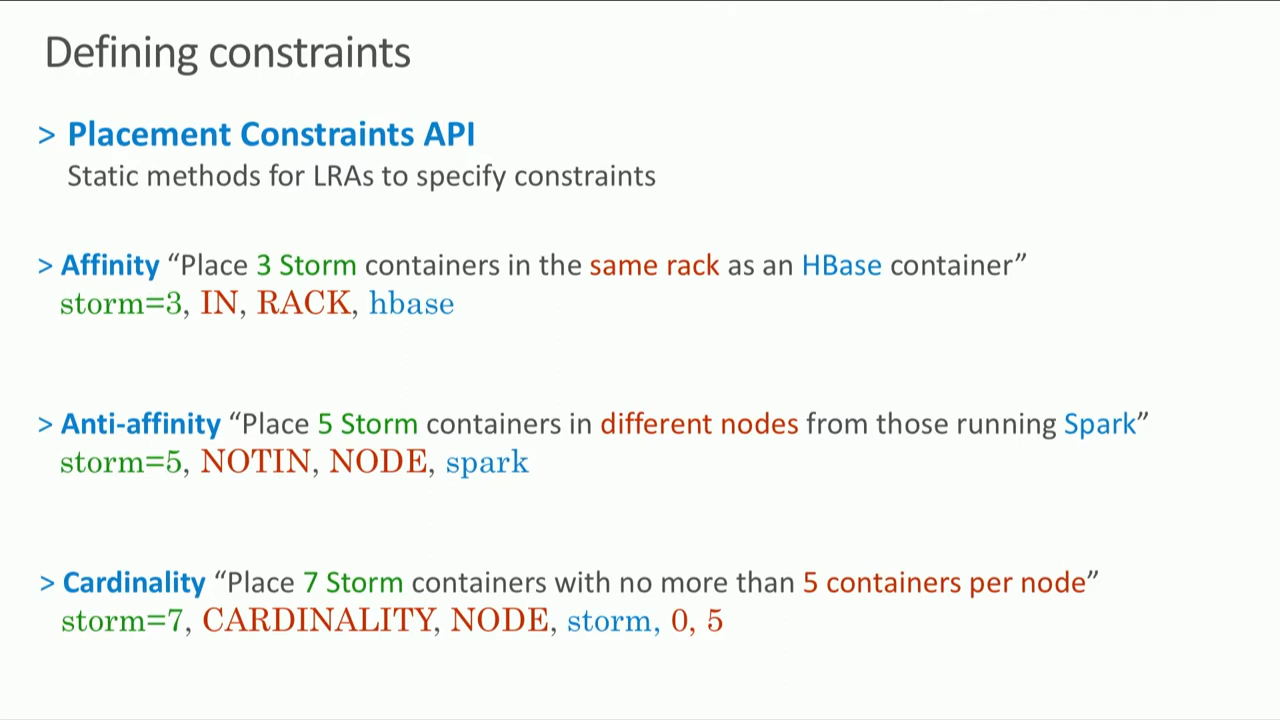 Defining constraints
> Placement Constraints API
Static methods for LRAs to specify constraints
> Affinity “Place 3 Storm containers in the same rack as an HBase container”
storm=3, IN, RACK, hbase
> Anti-affinity “Place 5 Storm containers in different nodes from those running Spark”
storm=5, NOTIN, NODE, spark
> Cardinality “Place 7 Storm containers with no more than 5 containers per node”
storm=7, CARDINALITY, NODE, storm, 0, 5